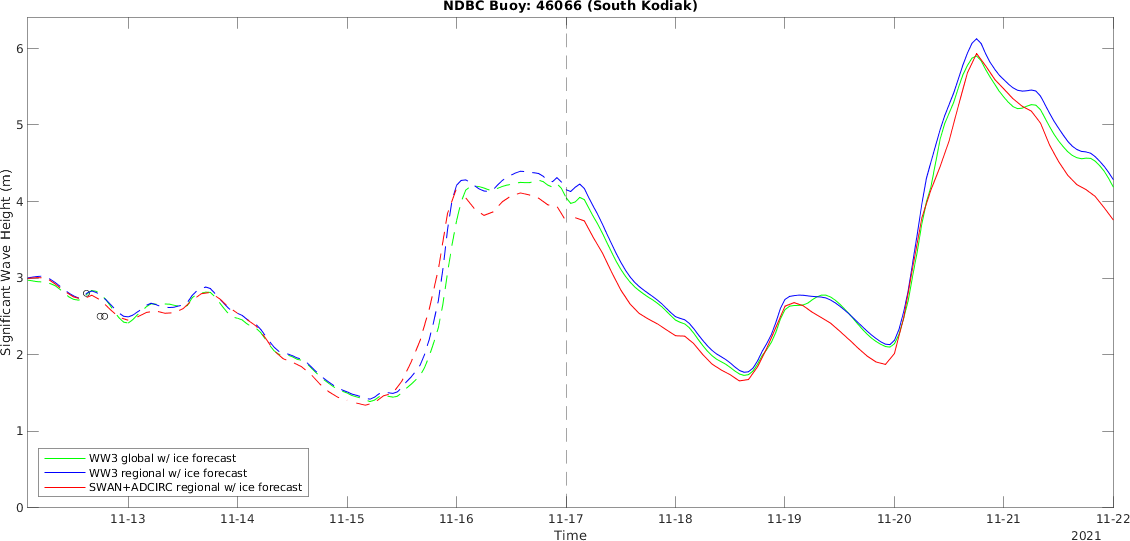 NDBC Buoy: 46066 (South Kodiak)
6
5
4
3
2
1
0
Significant Wave Height (m)
WW3 global w/ ice forecast
WW3 regional w/ ice forecast
SWAN+ADCIRC regional w/ ice forecast
11-13 11-14 11-15 11-16 11-17 11-18 11-19 11-20 11-21 11-22
Time
2021